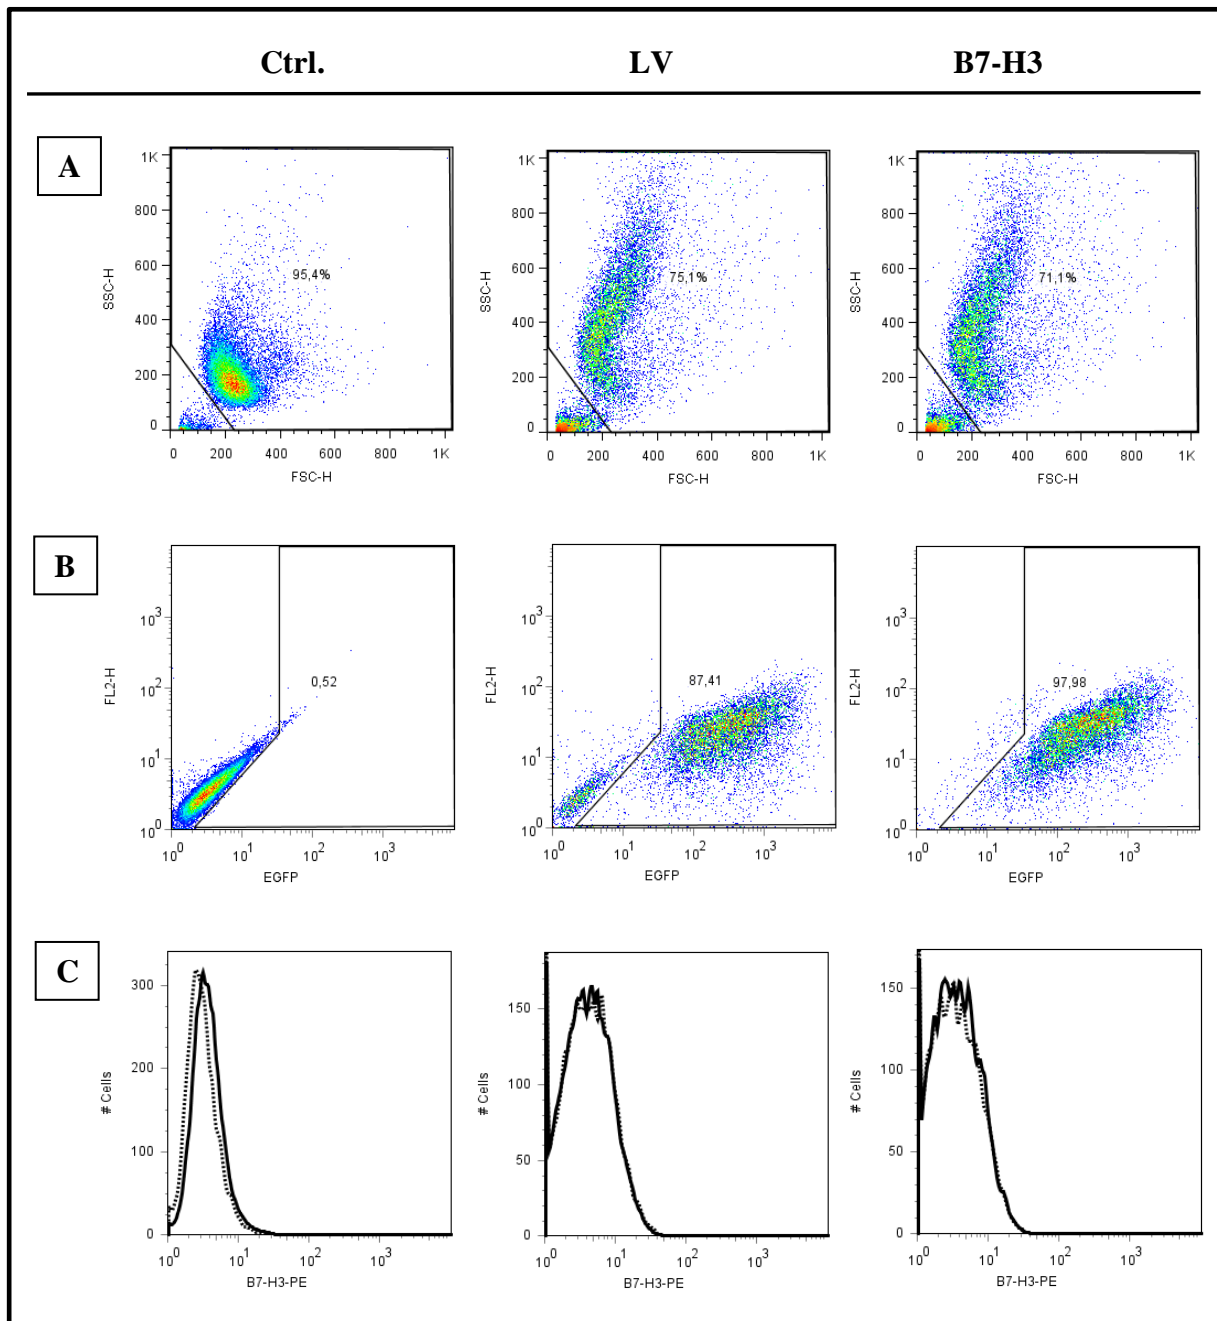 Ctrl. LV B7-H3
A
1K 800 600 400 200 0
SSC-H
95,4%
0 200 400 600 800 1K
FSC-H
1K 800 600 400 200 0
SSC-H
75,1%
0 200 400 600 800 1K
FSC-H
1K 800 600 400 200 0
SSC-H
71,1%
0 200 400 600 800 1K
FSC-H
B
10³ 10² 10¹ 10⁰
FL2-H
0,52
10⁰ 10¹ 10² 10³
EGFP
10³ 10² 10¹ 10⁰
FL2-H
87,41
10⁰ 10¹ 10² 10³
EGFP
10³ 10² 10¹ 10⁰
FL2-H
97,98
10⁰ 10¹ 10² 10³
EGFP
C
300 200 100 0
# Cells
10⁰ 10¹ 10² 10³
B7-H3-PE
150 100 50 0
# Cells
10⁰ 10¹ 10² 10³
B7-H3-PE
150 100 50 0
# Cells
10⁰ 10¹ 10² 10³
B7-H3-PE